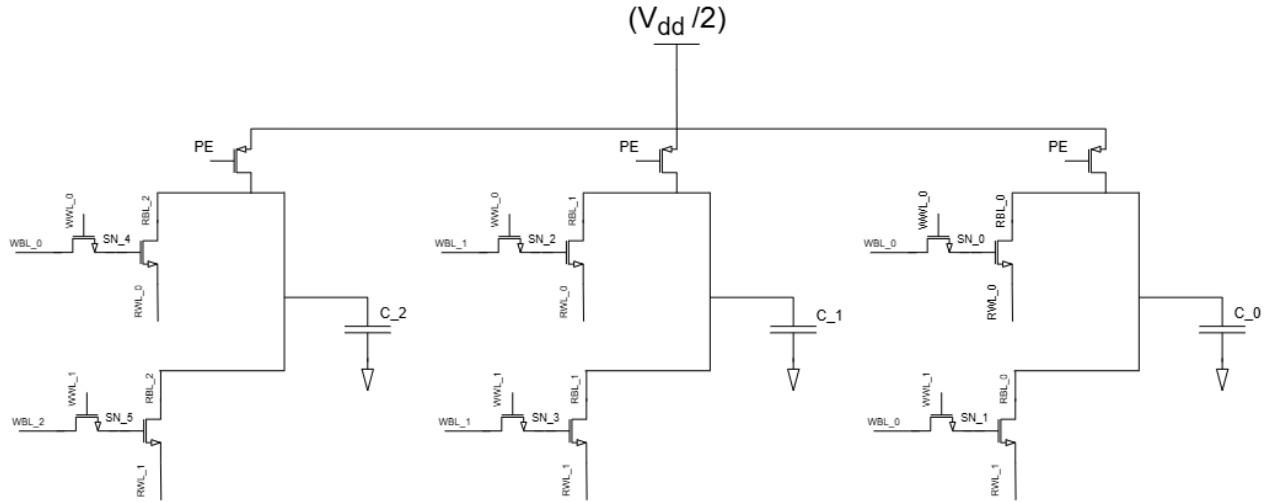 (Vdd /2)
PE PE PE
WWL_0 RBL_2 WWL_0 RBL_1 WWL_0 RBL_0
WBL_0 SN_4 WBL_1 SN_2 WBL_0 SN_0
RWL_0 RWL_0 RWL_0
C_2 C_1 C_0
WWL_1 RBL_2 WWL_1 RBL_1 WWL_1 RBL_0
WBL_2 SN_5 WBL_1 SN_3 WBL_0 SN_1
RWL_1 RWL_1 RWL_1